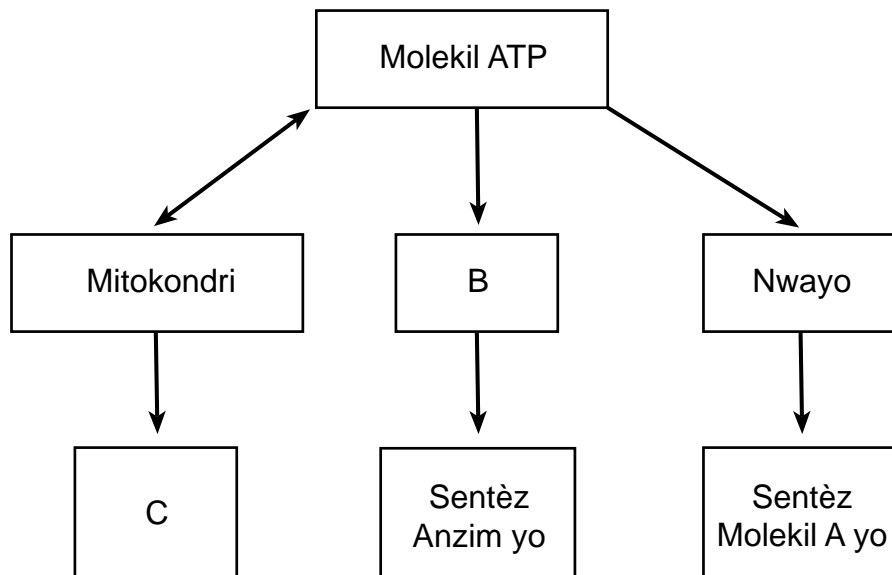 Molekil ATP
Mitokondri
B
Nwayo
C
Sentèz
Anzim yo
Sentèz
Molekil A yo